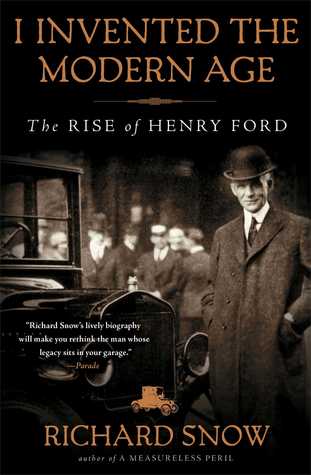 I INVENTED THE
MODERN AGE
The RISE of HENRY FORD
"Richard Snow's lively biography
will make you rethink the man whose
legacy sits in your garage."
—Parade
RICHARD SNOW
author of A MEASURELESS PERIL